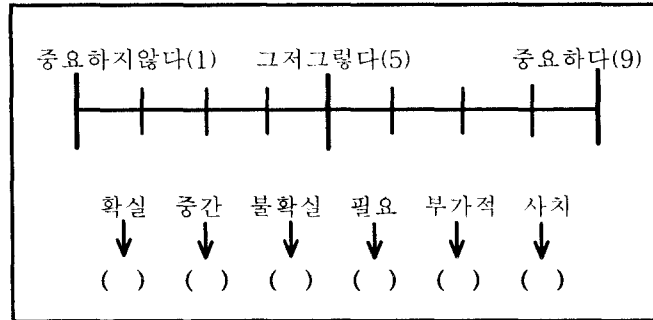 중요하지않다(1) 그저그렇다(5) 중요하다(9)
확실 중간 불확실 필요 부가적 사치
( ) ( ) ( ) ( ) ( ) ( )